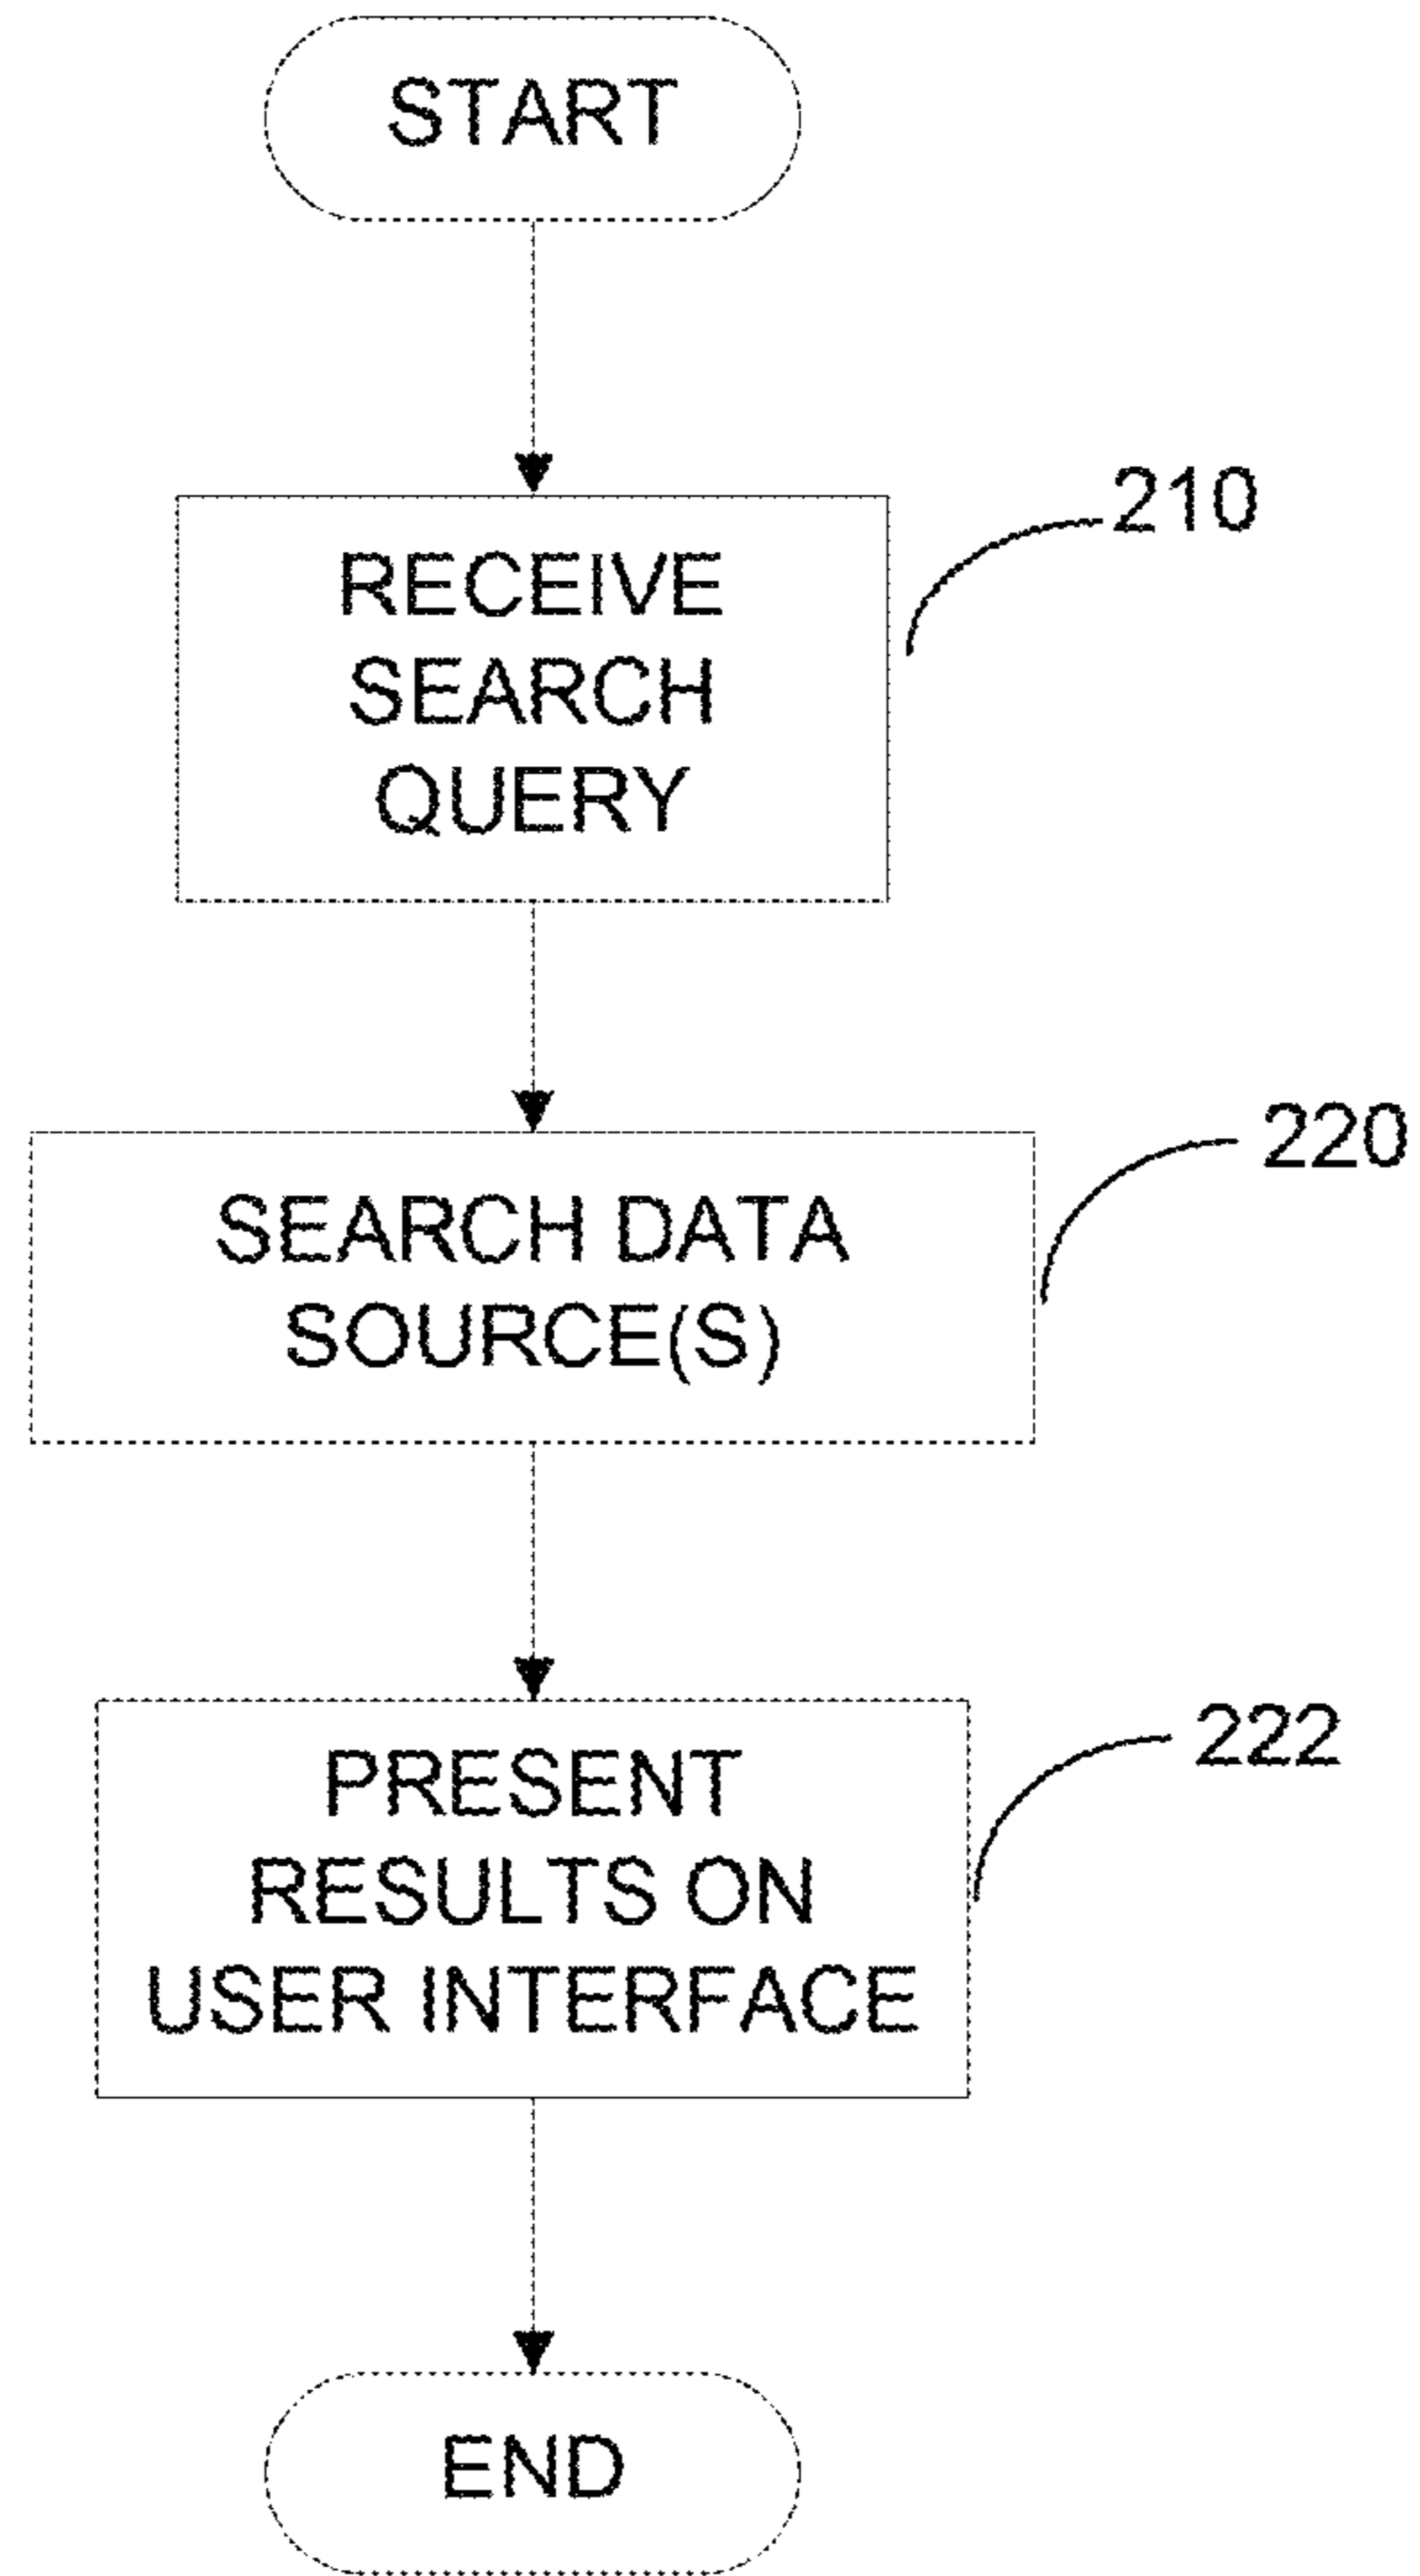 START
210
RECEIVE
SEARCH
QUERY
220
SEARCH DATA
SOURCE(S)
222
PRESENT
RESULTS ON
USER INTERFACE
END